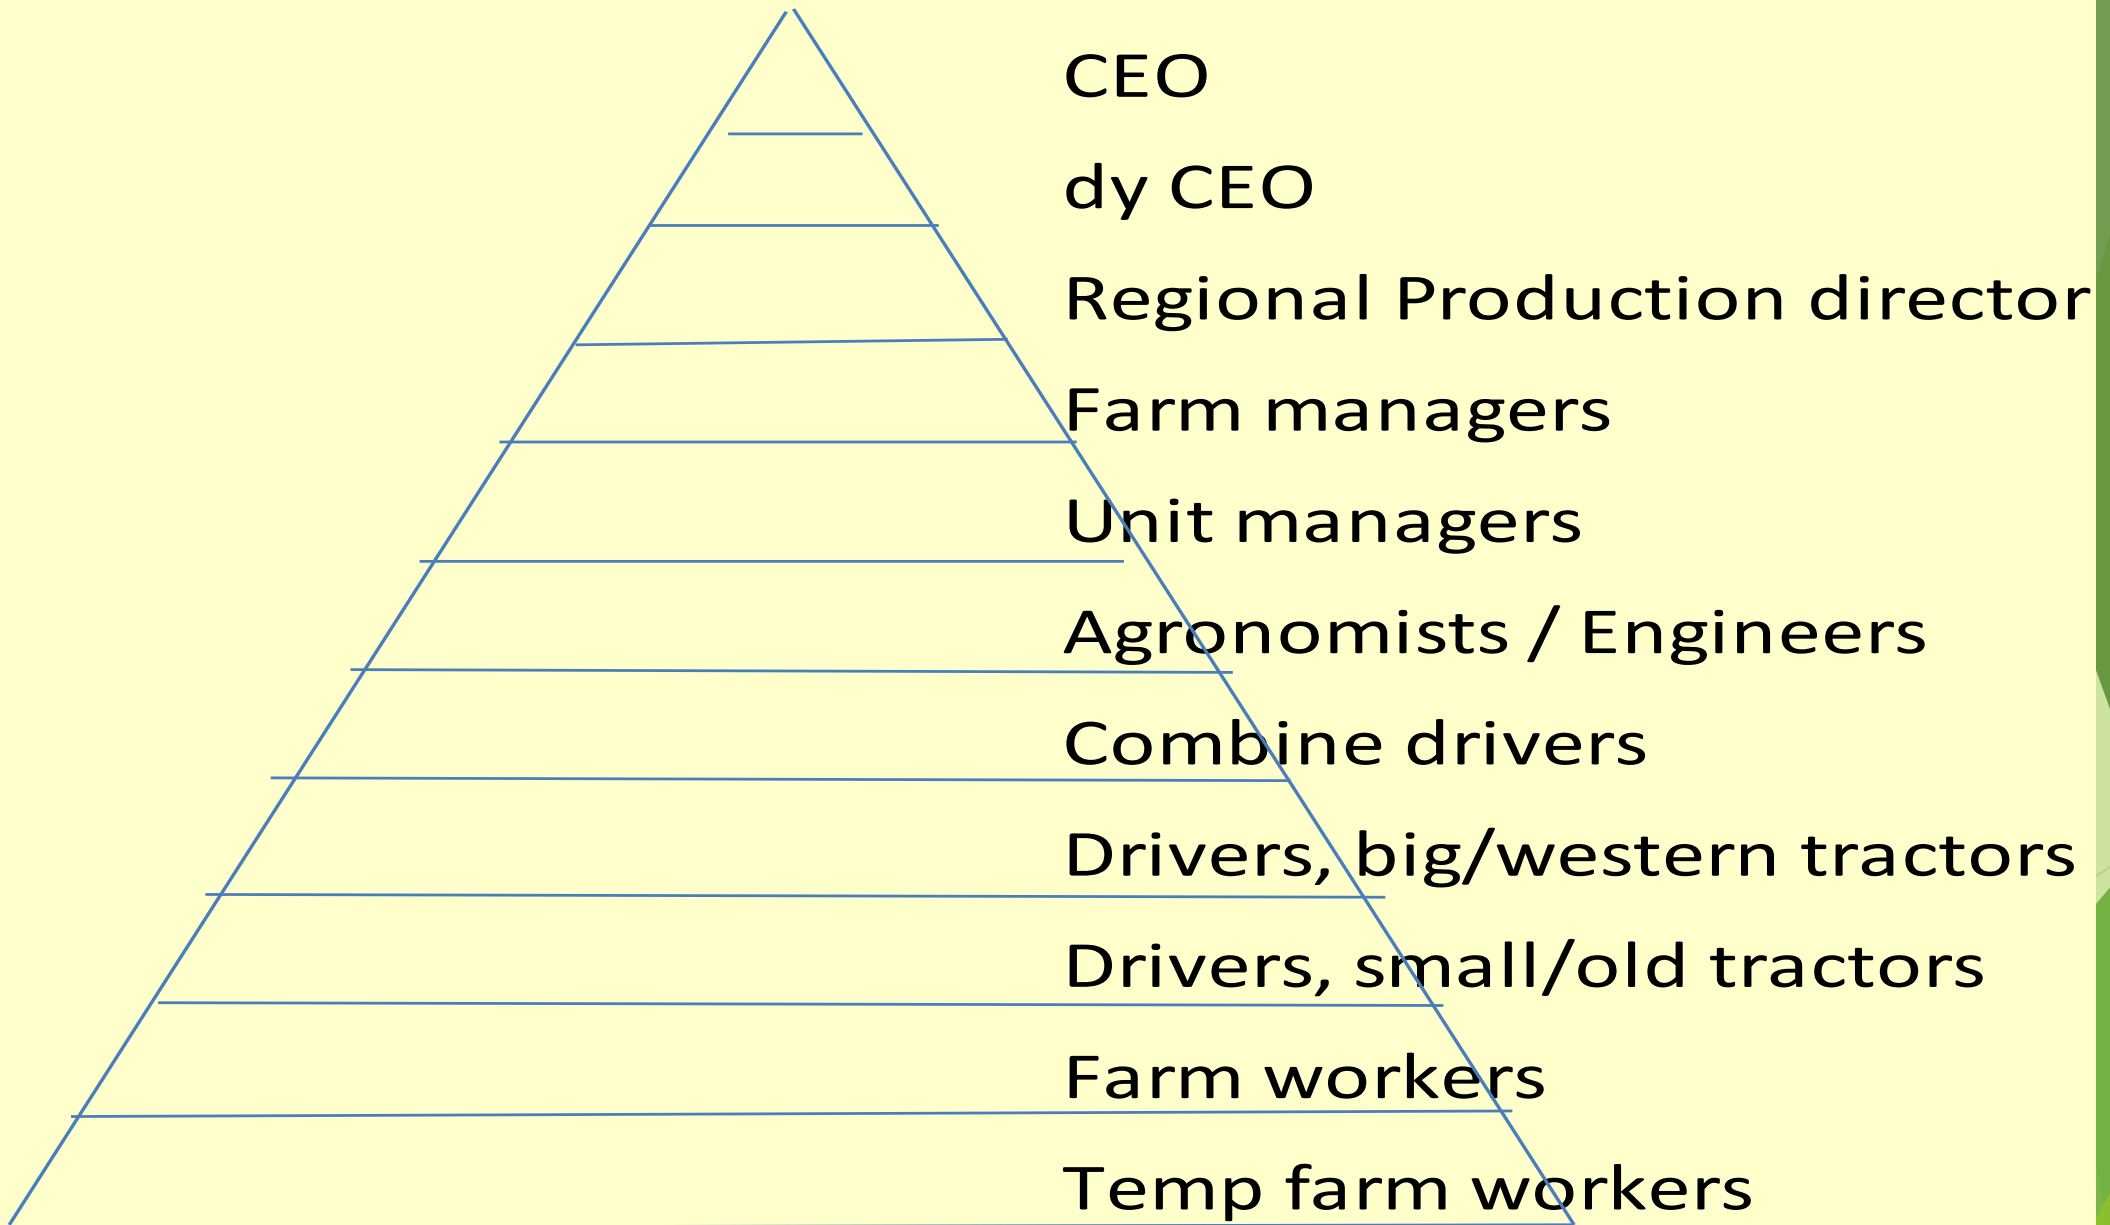 CEO
dy CEO
Regional Production director
Farm managers
Unit managers
Agronomists / Engineers
Combine drivers
Drivers, big/western tractors
Drivers, small/old tractors
Farm workers
Temp farm workers